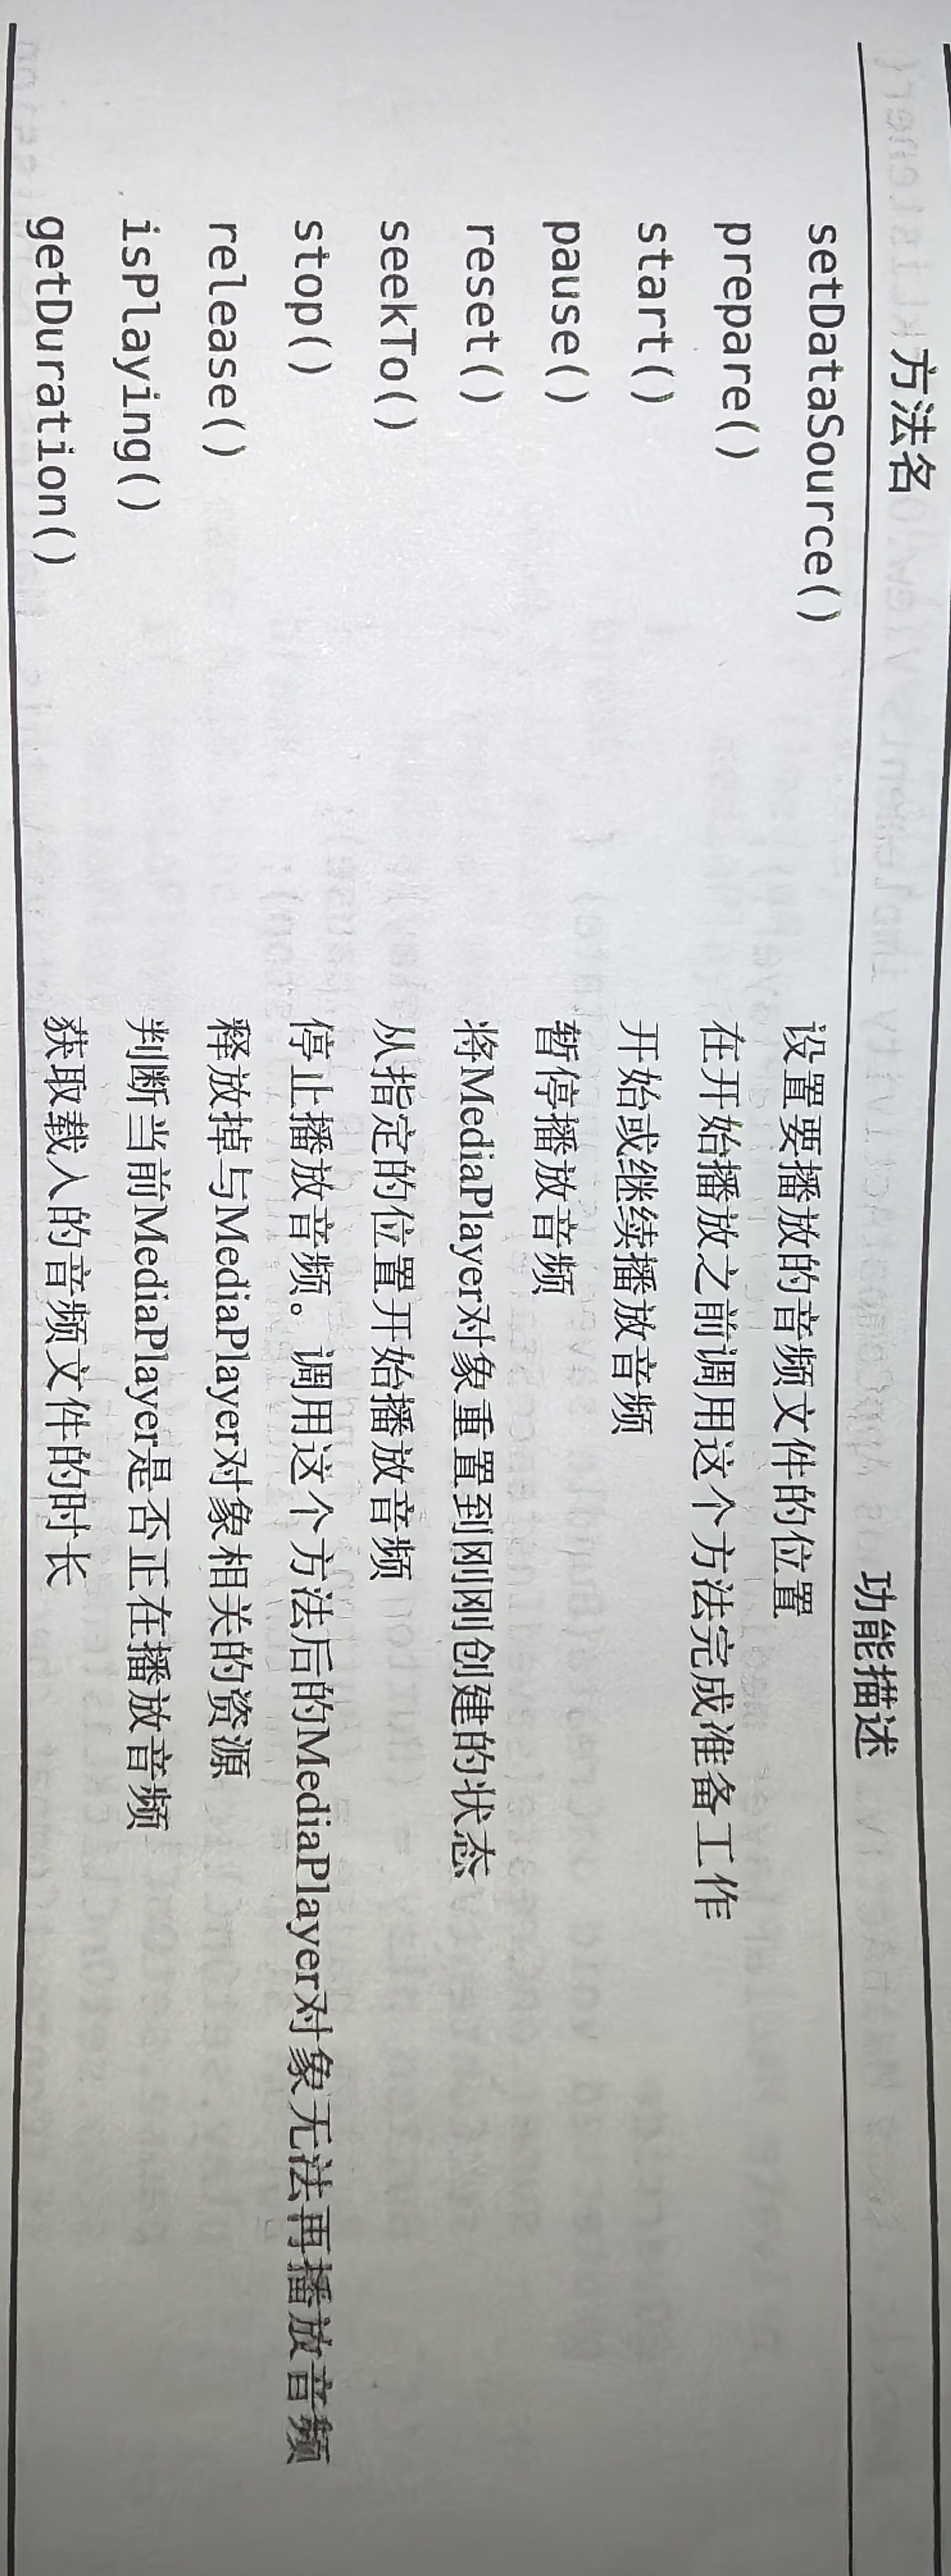 方法名 功能描述
setDataSource() 设置要播放的音频文件的位置
prepare() 在开始播放之前调用这个方法完成准备工作
start() 开始或继续播放音频
pause() 暂停播放音频
reset() 将MediaPlayer对象重置到刚刚创建的状态
seekTo() 从指定的位置开始播放音频
stop() 停止播放音频。调用这个方法后的MediaPlayer对象无法再播放音频
release() 释放掉与MediaPlayer对象相关的资源
isPlaying() 判断当前MediaPlayer是否正在播放音频
getDuration() 获取载入的音频文件的时长